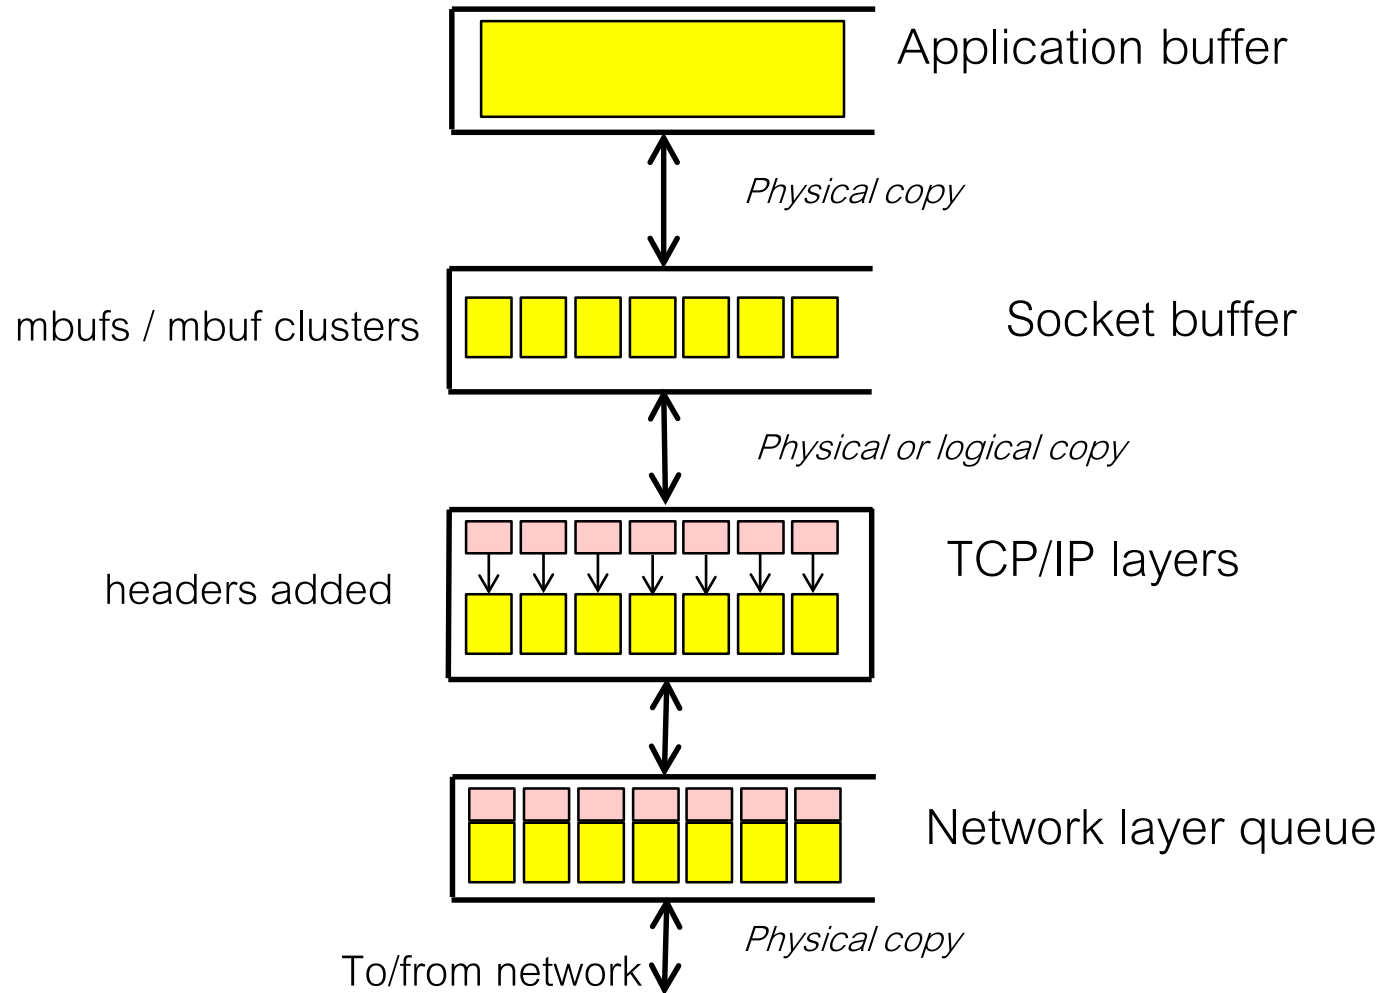 Application buffer
Physical copy
mbufs / mbuf clusters
Socket buffer
Physical or logical copy
TCP/IP layers
headers added
Network layer queue
Physical copy
To/from network